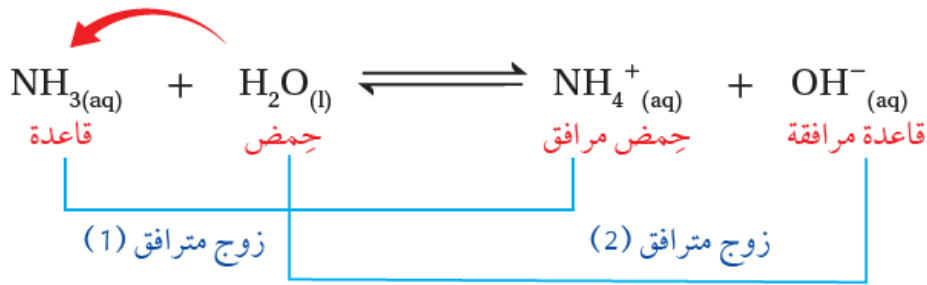 NH₃(aq) + H₂O(l) ⇌ NH₄⁺(aq) + OH⁻(aq)
قاعدة حِمض حِمض مرافق قاعدة مرافقة
زوج مترافق (1) زوج مترافق (2)